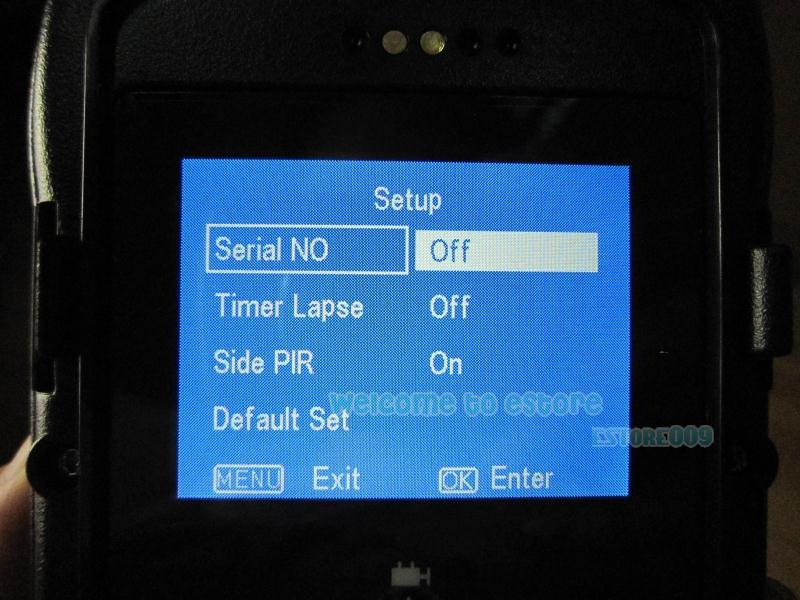 Setup
Serial NO Off
Timer Lapse Off
Side PIR On
welcome to estore
Default Set
ESTORE009
MENU Exit OK Enter